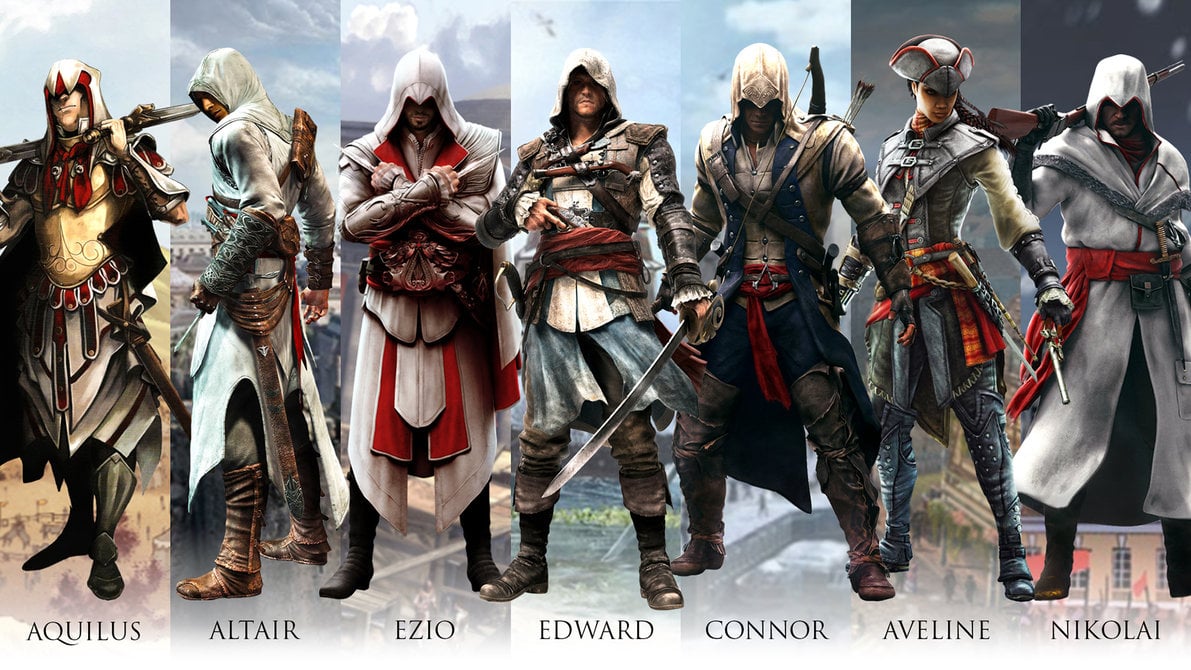 AQUILUS
ALTAIR
EZIO
EDWARD
CONNOR
AVELINE
NIKOLAI